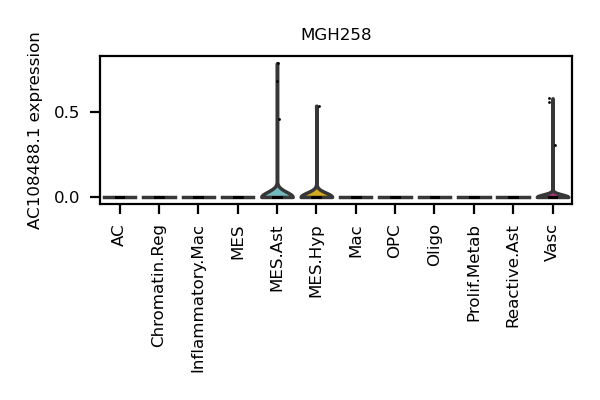 MGH258
AC108488.1 expression
0.5
0.0
AC
Chromatin.Reg
Inflammatory.Mac
MES
MES.Ast
MES.Hyp
Mac
OPC
Oligo
Prolif.Metab
Reactive.Ast
Vasc